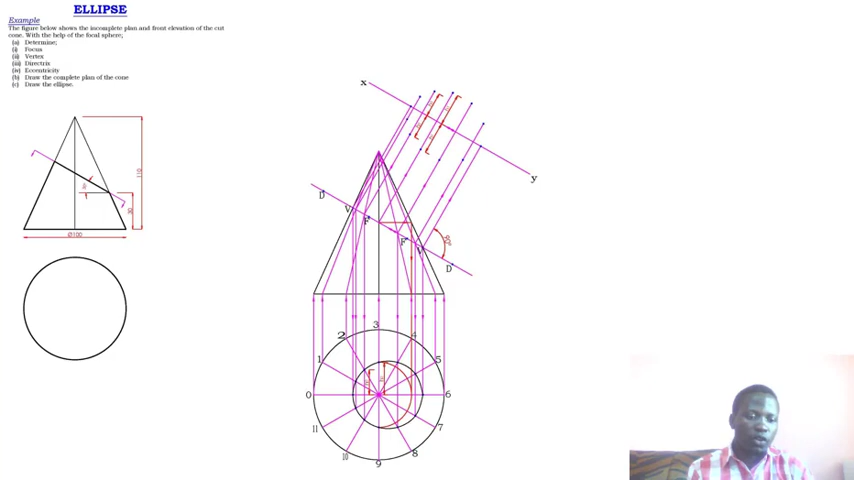 ELLIPSE
Example
The figure below shows the incomplete plan and front elevation of the cut
cone. With the help of the focal sphere;
(a) Determine;
(i) Focus
(ii) Vertex
(iii) Directris
(iv) Eccentricity
(b) Draw the complete plan of the cone
(c) Draw the ellipse.
110
30
Ø100
x
y
D
V
F
F
V
D
0
1
2
3
4
5
6
7
8
9
10
11